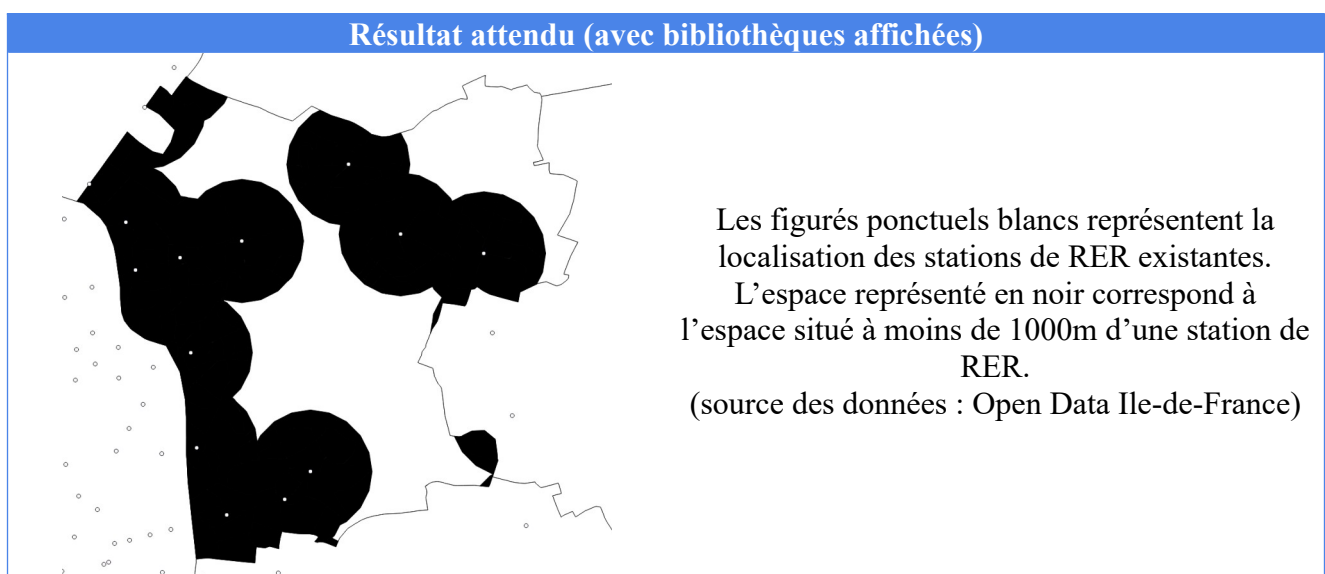 Résultat attendu (avec bibliothèques affichées)
Les figurés ponctuels blancs représentent la
localisation des stations de RER existantes.
L’espace représenté en noir correspond à
l’espace situé à moins de 1000m d’une station de
RER.
(source des données : Open Data Ile-de-France)